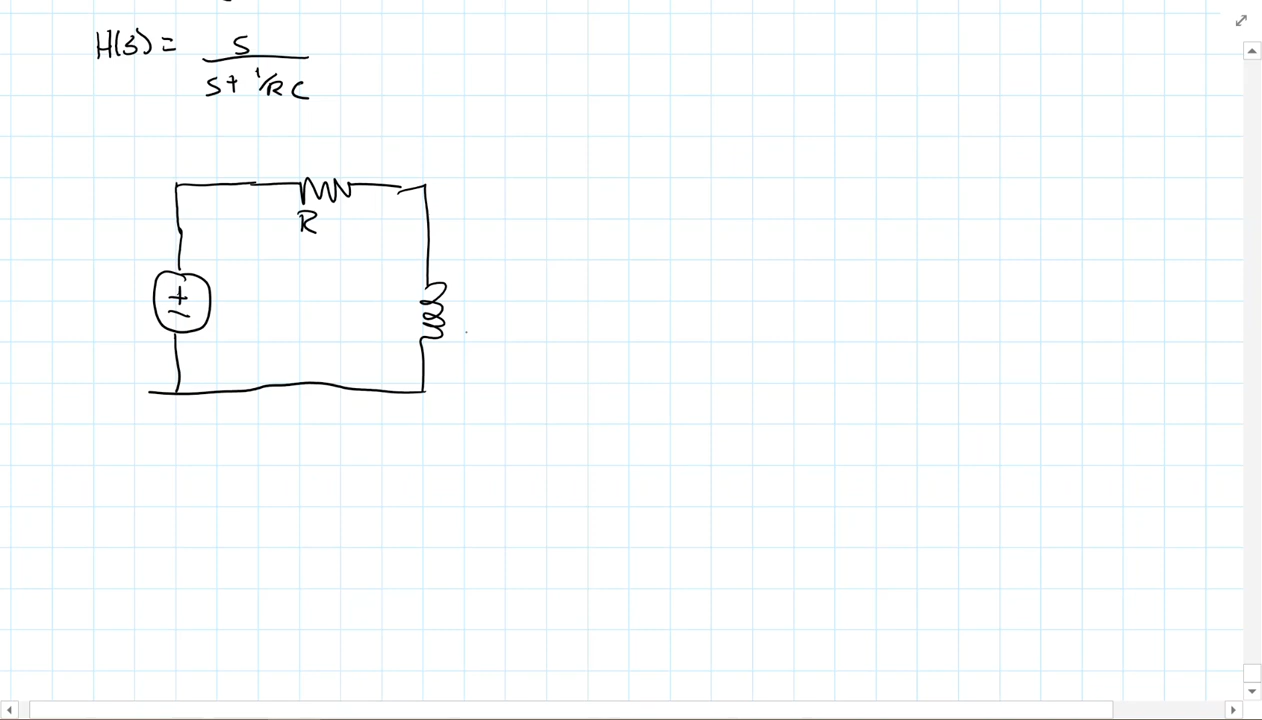 H(s) = s
s + 1/RC
R
+
−